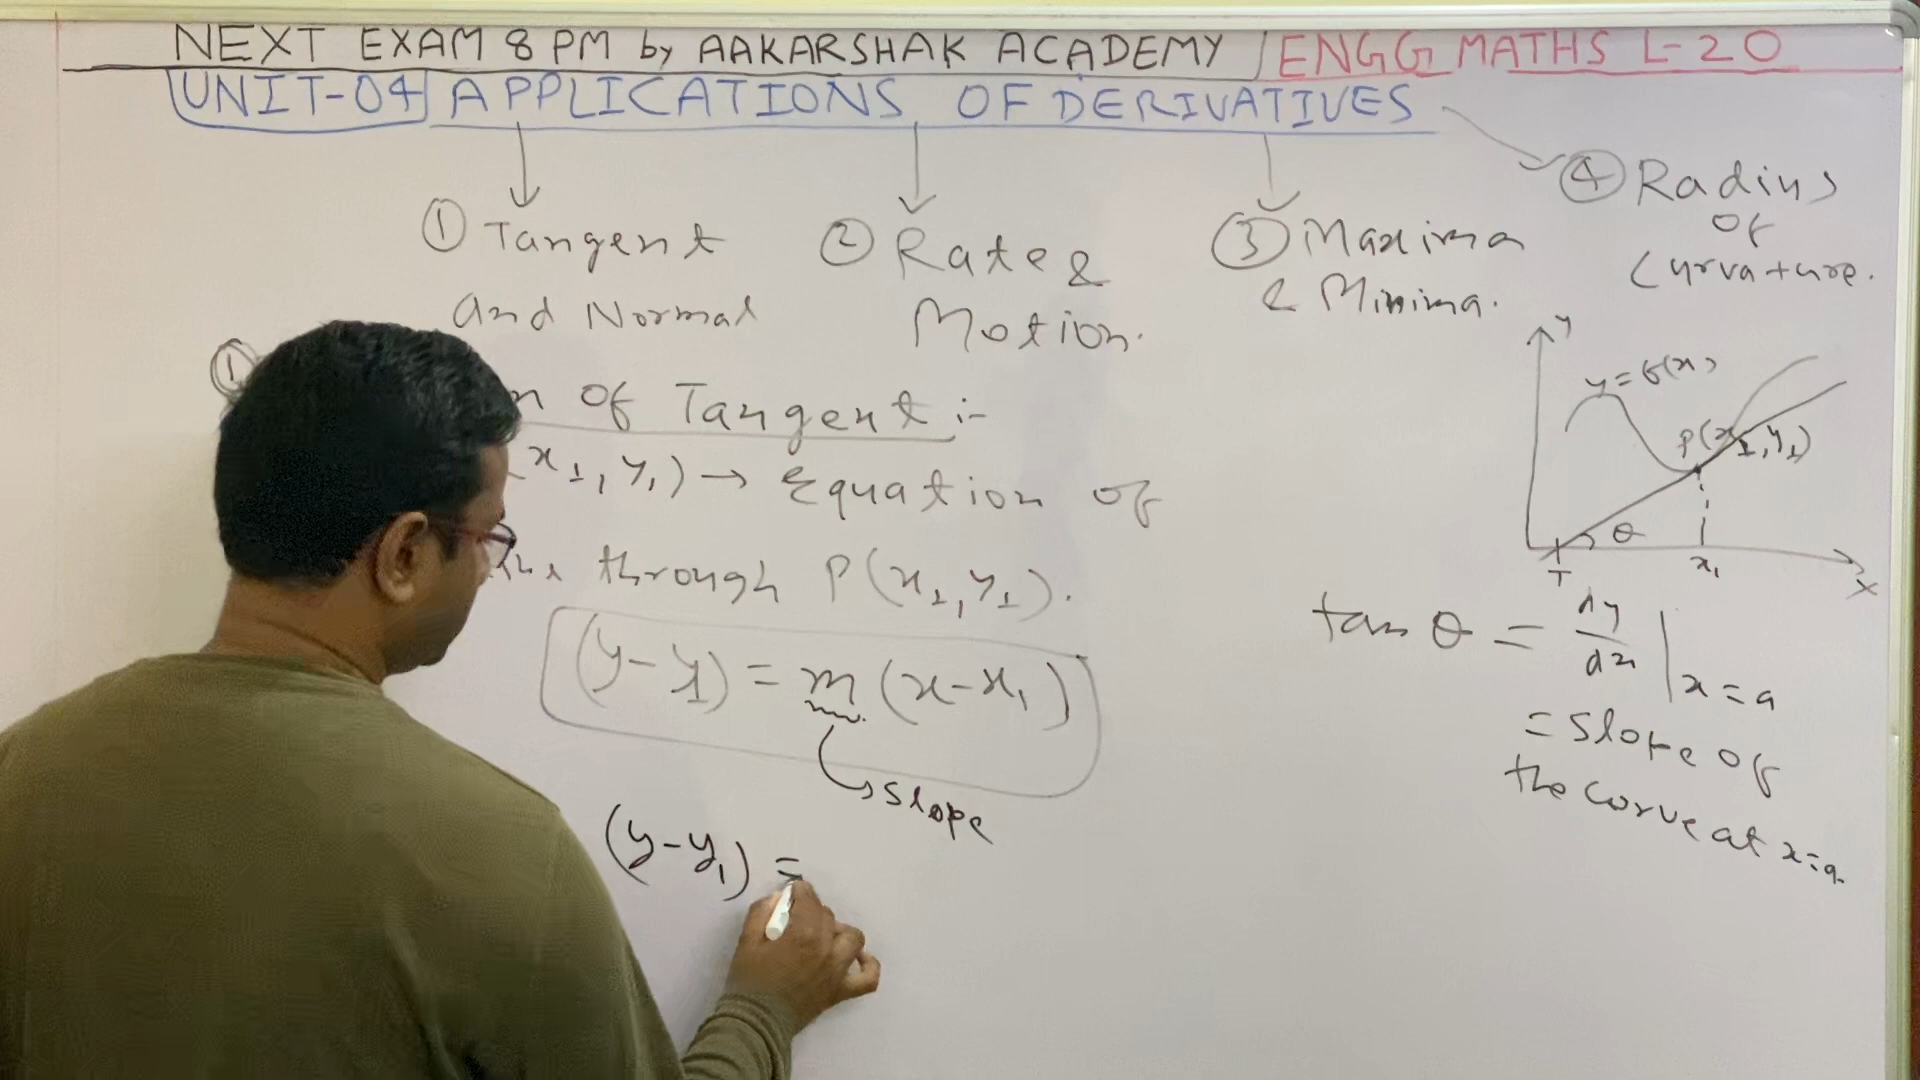 NEXT EXAM 8 PM by AAKARSHAK ACADEMY | ENGG MATHS L-20
UNIT-04 APPLICATIONS OF DERIVATIVES
① Tangent and Normal
② Rate & Motion.
③ Maxima & Minima.
④ Radius of Curvature.
①
n of Tangent :-
x₁, y₁) → Equation of
through P(x₁, y₁).
(y-y1) = m (x-x₁)
slope
(y-y₁) =
y
y = f(x)
P(x₁, y₁)
θ
T
x₁
X
tan θ = dy/dx | x = a
= slope of
the curve at x=a.